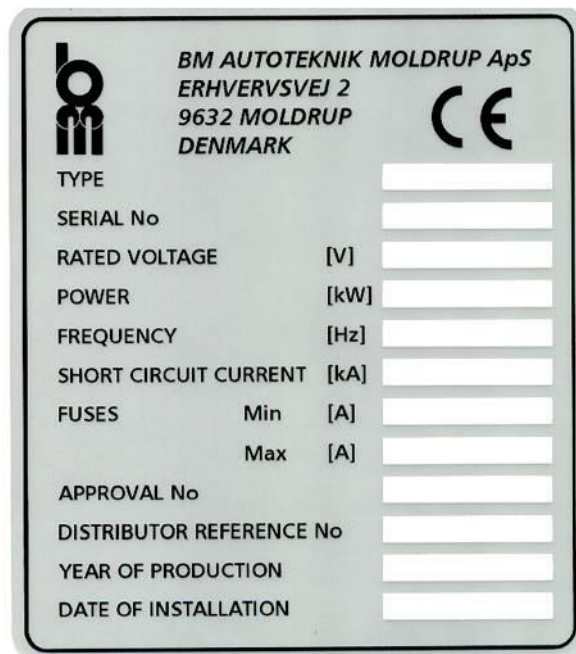 bm
BM AUTOTEKNIK MOLDRUP ApS
ERHVERVSVEJ 2
9632 MOLDRUP
DENMARK
CE
TYPE
SERIAL No
RATED VOLTAGE [V]
POWER [kW]
FREQUENCY [Hz]
SHORT CIRCUIT CURRENT [kA]
FUSES Min [A]
Max [A]
APPROVAL No
DISTRIBUTOR REFERENCE No
YEAR OF PRODUCTION
DATE OF INSTALLATION